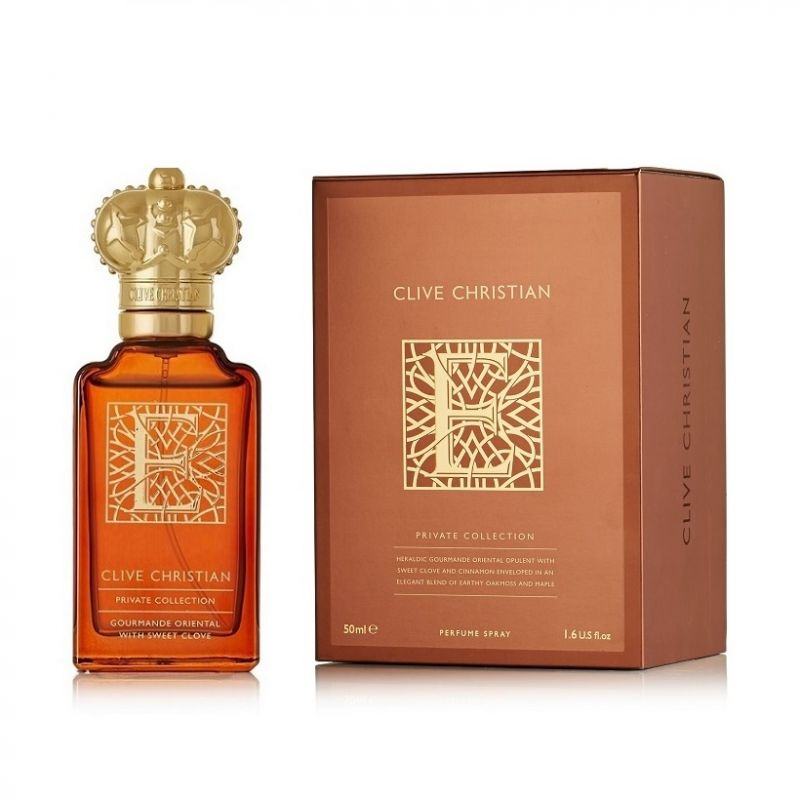 CLIVE CHRISTIAN
E
CLIVE CHRISTIAN
PRIVATE COLLECTION
GOURMANDE ORIENTAL
WITH SWEET CLOVE
CLIVE CHRISTIAN
E
PRIVATE COLLECTION
HERALDIC GOURMANDE ORIENTAL OPULENT WITH
SWEET CLOVE AND CINNAMON ENVELOPED IN AN
ELEGANT BLEND OF EARTHY OAKMOSS AND MAPLE
50ml ℮ PERFUME SPRAY 1.6 U.S fl.oz
CLIVE CHRISTIAN